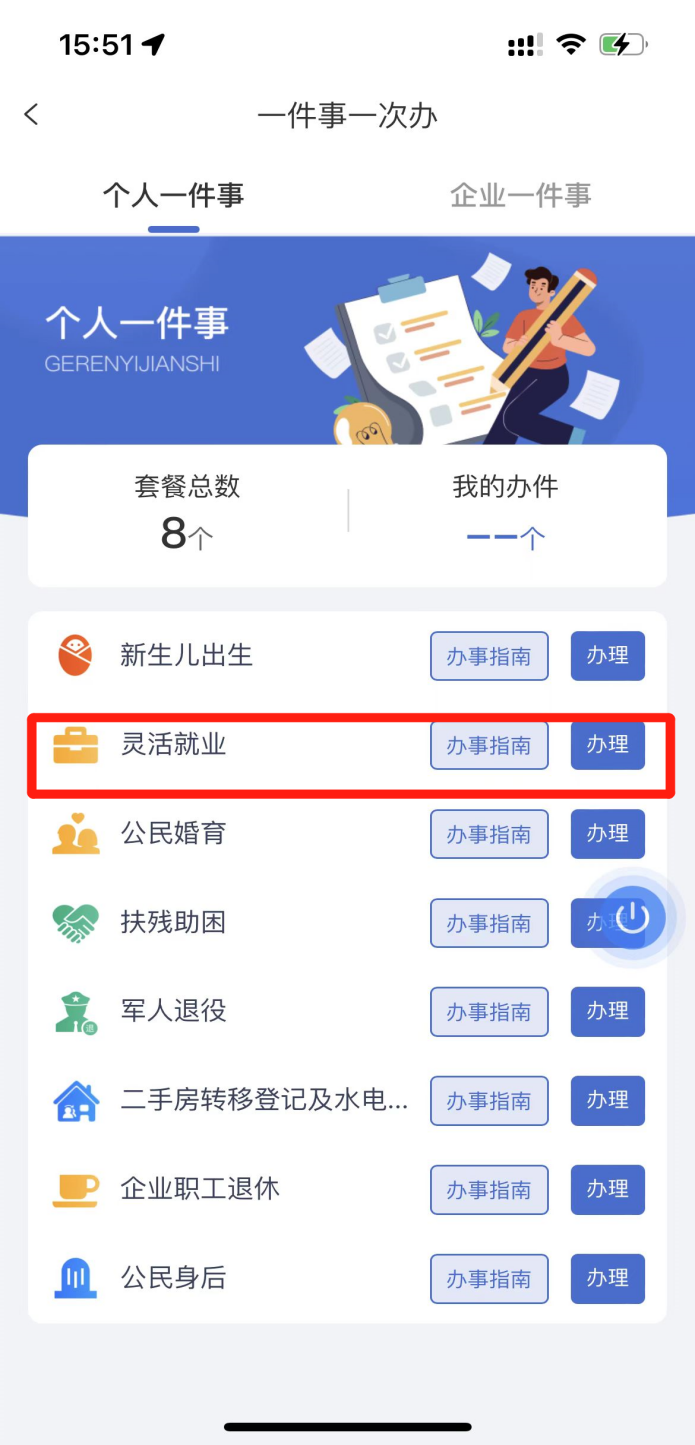 15:51
一件事一次办
个人一件事 企业一件事
个人一件事
GERENYIJIANSHI
套餐总数 我的办件
8个 --个
新生儿出生 办事指南 办理
灵活就业 办事指南 办理
公民婚育 办事指南 办理
扶残助困 办事指南 办理
军人退役 办事指南 办理
二手房转移登记及水电... 办事指南 办理
企业职工退休 办事指南 办理
公民身后 办事指南 办理